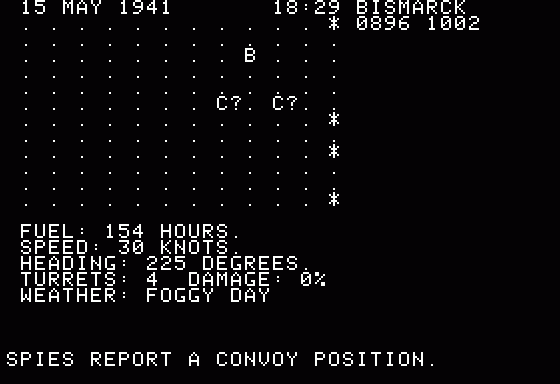 15 MAY 1941 18:29 BISMARCK
. . . . . . . . . . . * 0896 1002
. . . . . . . . B . . .
. . . . . . . . . . . .
. . . . . . . C? . C? . .
. . . . . . . . . . . *
. . . . . . . . . . . .
. . . . . . . . . . . *
. . . . . . . . . . . .
. . . . . . . . . . . *
FUEL: 154 HOURS.
SPEED: 30 KNOTS.
HEADING: 225 DEGREES.
TURRETS: 4 DAMAGE: 0%
WEATHER: FOGGY DAY
SPIES REPORT A CONVOY POSITION.